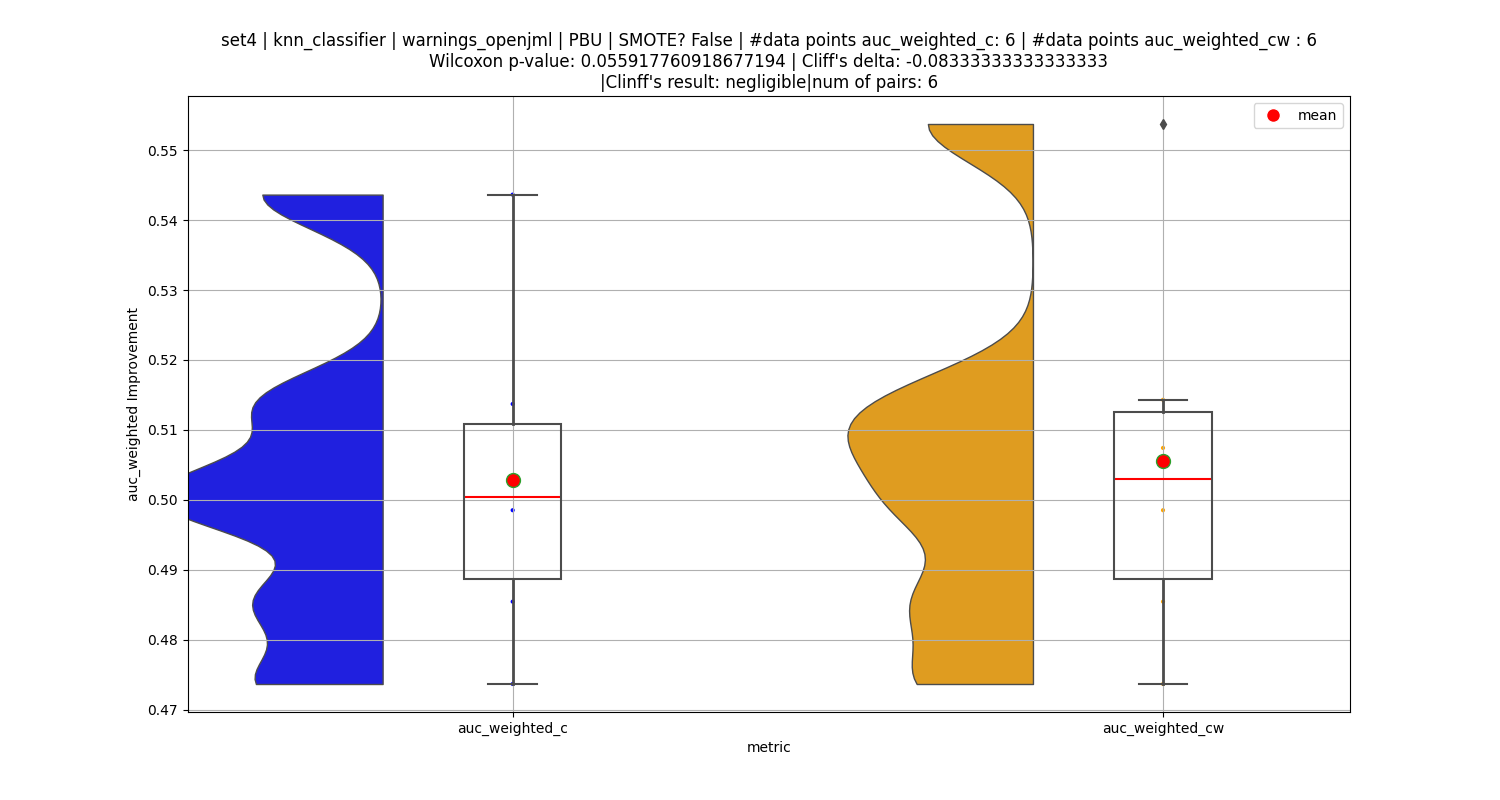 set4 | knn_classifier | warnings_openjml | PBU | SMOTE? False | #data points auc_weighted_c: 6 | #data points auc_weighted_cw : 6
Wilcoxon p-value: 0.055917760918677194 | Cliff's delta: -0.08333333333333333
|Clinff's result: negligible|num of pairs: 6
mean
0.55
0.54
0.53
0.52
0.51
0.50
0.49
0.48
0.47
auc_weighted Improvement
auc_weighted_c
auc_weighted_cw
metric